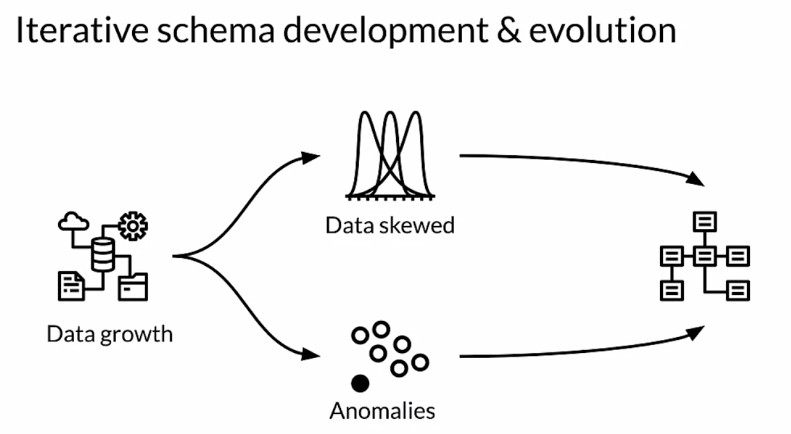 Iterative schema development & evolution
Data skewed
Data growth
Anomalies